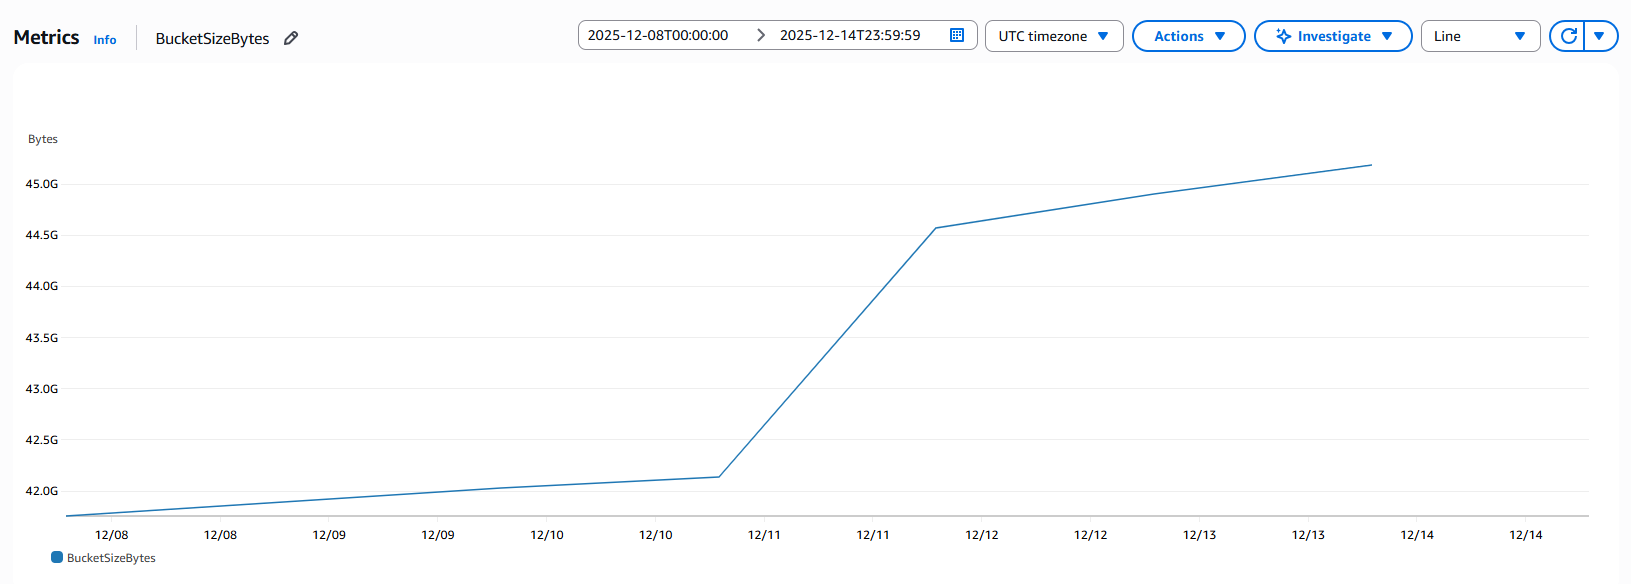 Metrics Info BucketSizeBytes 2025-12-08T00:00:00 2025-12-14T23:59:59 UTC timezone Actions Investigate Line
Bytes
45.0G
44.5G
44.0G
43.5G
43.0G
42.5G
42.0G
12/08 12/08 12/09 12/09 12/10 12/10 12/11 12/11 12/12 12/12 12/13 12/13 12/14 12/14
BucketSizeBytes